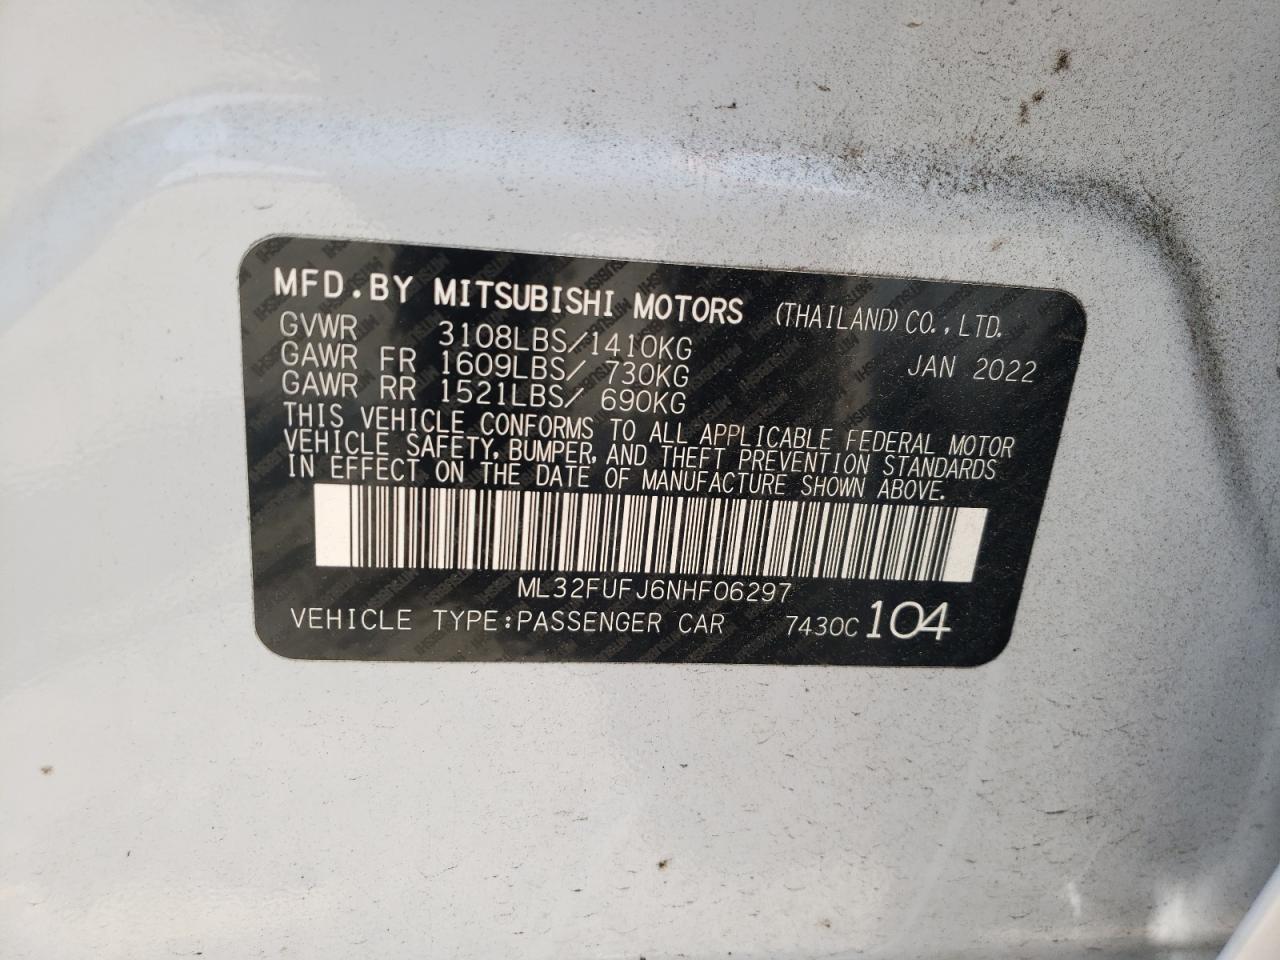 MFD.BY MITSUBISHI MOTORS (THAILAND) CO., LTD.
GVWR 3108LBS/1410KG JAN 2022
GAWR FR 1609LBS/ 730KG
GAWR RR 1521LBS/ 690KG
THIS VEHICLE CONFORMS TO ALL APPLICABLE FEDERAL MOTOR
VEHICLE SAFETY, BUMPER, AND THEFT PREVENTION STANDARDS
IN EFFECT ON THE DATE OF MANUFACTURE SHOWN ABOVE.
ML32FUFJ6NHF06297
VEHICLE TYPE:PASSENGER CAR 7430C 104